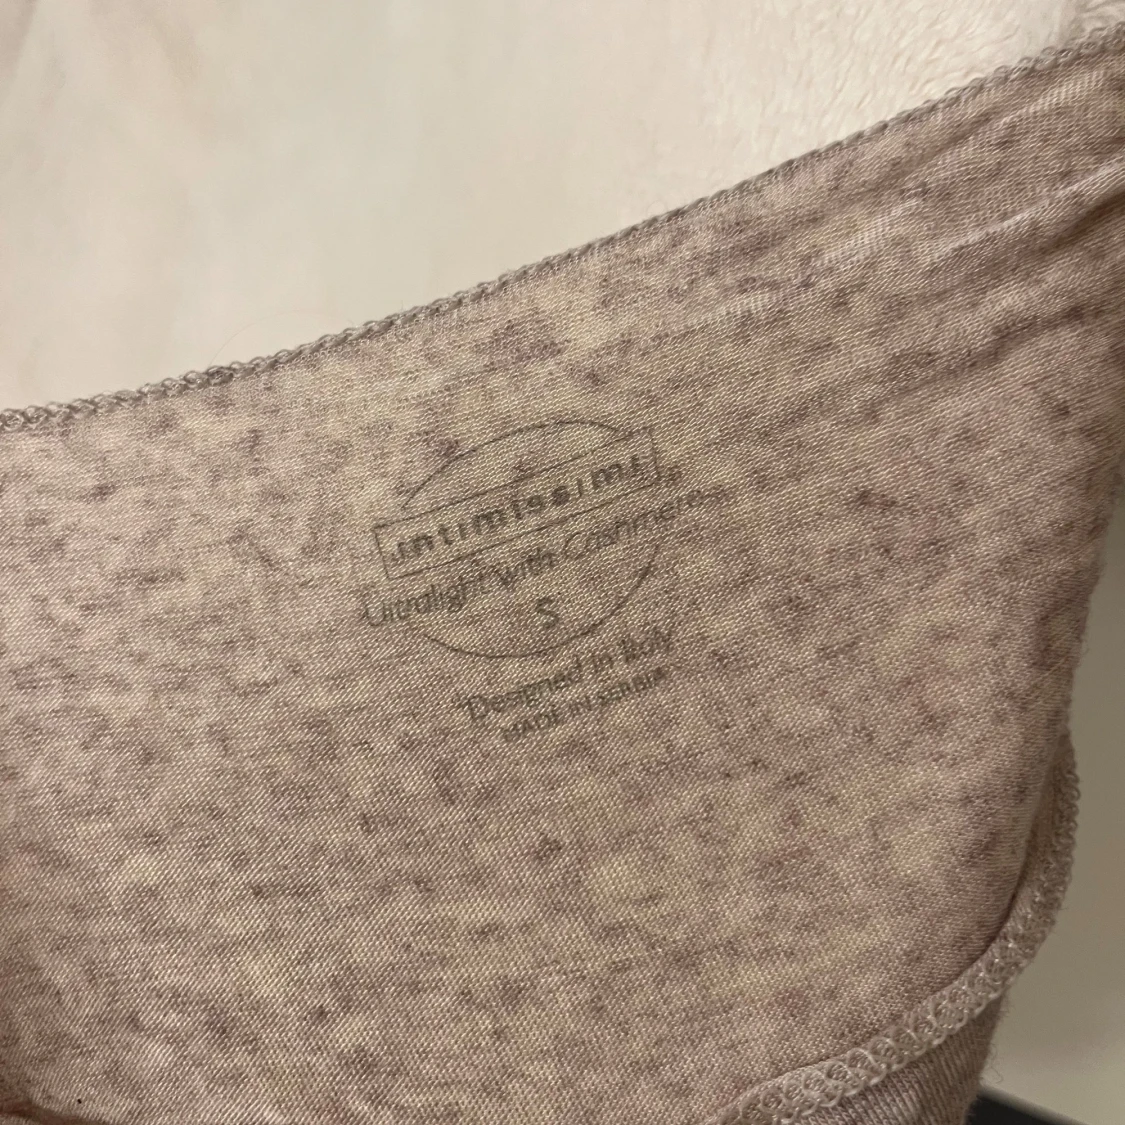 intimissimi
Ultralight with Cashmere
S
Designed in Italy
MADE IN SERBIA